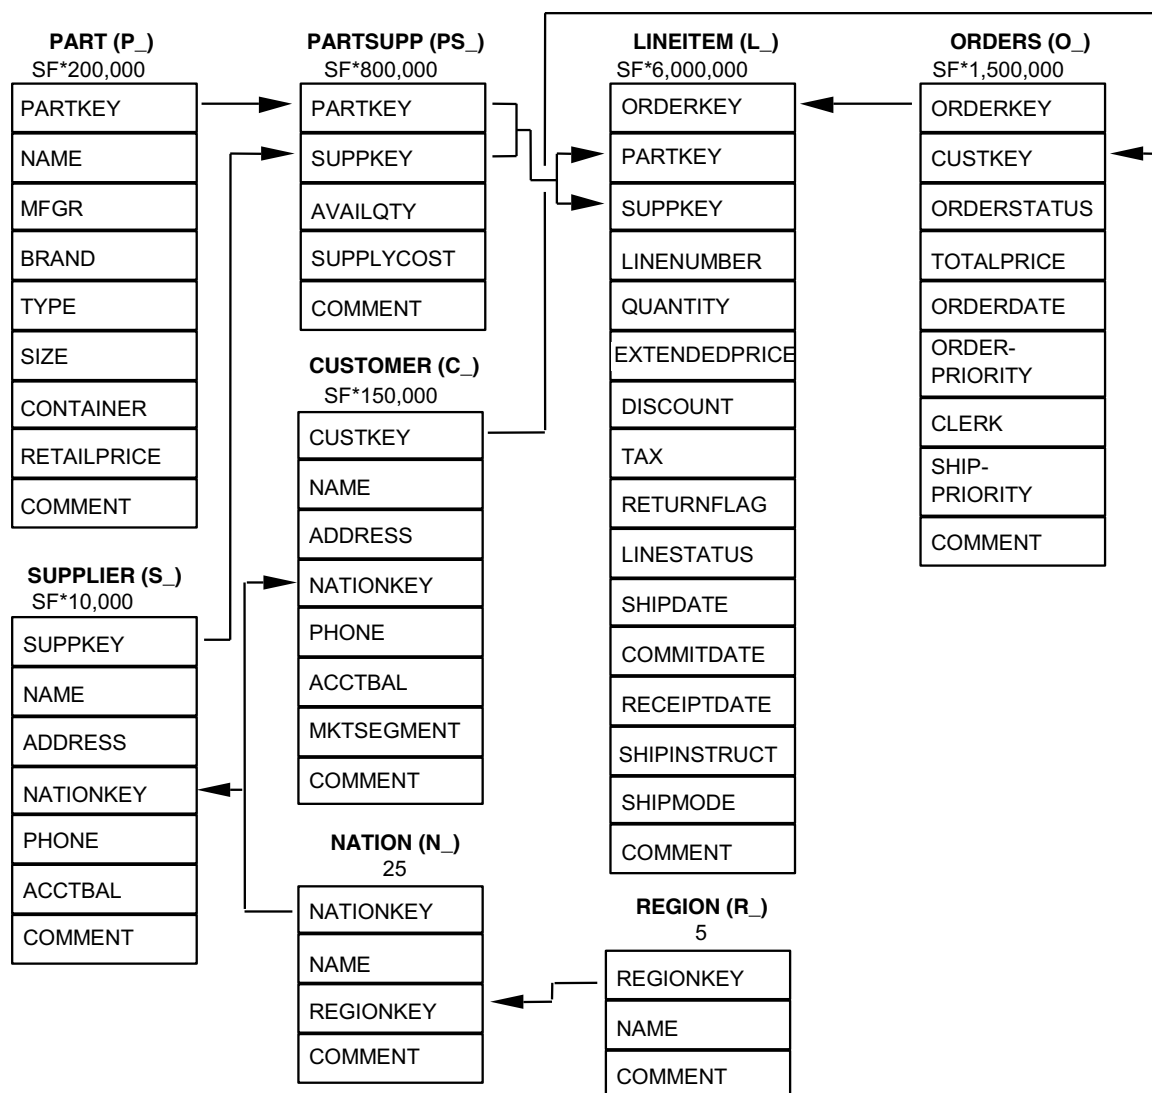 PART (P_)
SF*200,000
PARTKEY
NAME
MFGR
BRAND
TYPE
SIZE
CONTAINER
RETAILPRICE
COMMENT
SUPPLIER (S_)
SF*10,000
SUPPKEY
NAME
ADDRESS
NATIONKEY
PHONE
ACCTBAL
COMMENT
PARTSUPP (PS_)
SF*800,000
PARTKEY
SUPPKEY
AVAILQTY
SUPPLYCOST
COMMENT
CUSTOMER (C_)
SF*150,000
CUSTKEY
NAME
ADDRESS
NATIONKEY
PHONE
ACCTBAL
MKTSEGMENT
COMMENT
NATION (N_)
25
NATIONKEY
NAME
REGIONKEY
COMMENT
LINEITEM (L_)
SF*6,000,000
ORDERKEY
PARTKEY
SUPPKEY
LINENUMBER
QUANTITY
EXTENDEDPRICE
DISCOUNT
TAX
RETURNFLAG
LINESTATUS
SHIPDATE
COMMITDATE
RECEIPTDATE
SHIPINSTRUCT
SHIPMODE
COMMENT
REGION (R_)
5
REGIONKEY
NAME
COMMENT
ORDERS (O_)
SF*1,500,000
ORDERKEY
CUSTKEY
ORDERSTATUS
TOTALPRICE
ORDERDATE
ORDER-
PRIORITY
CLERK
SHIP-
PRIORITY
COMMENT